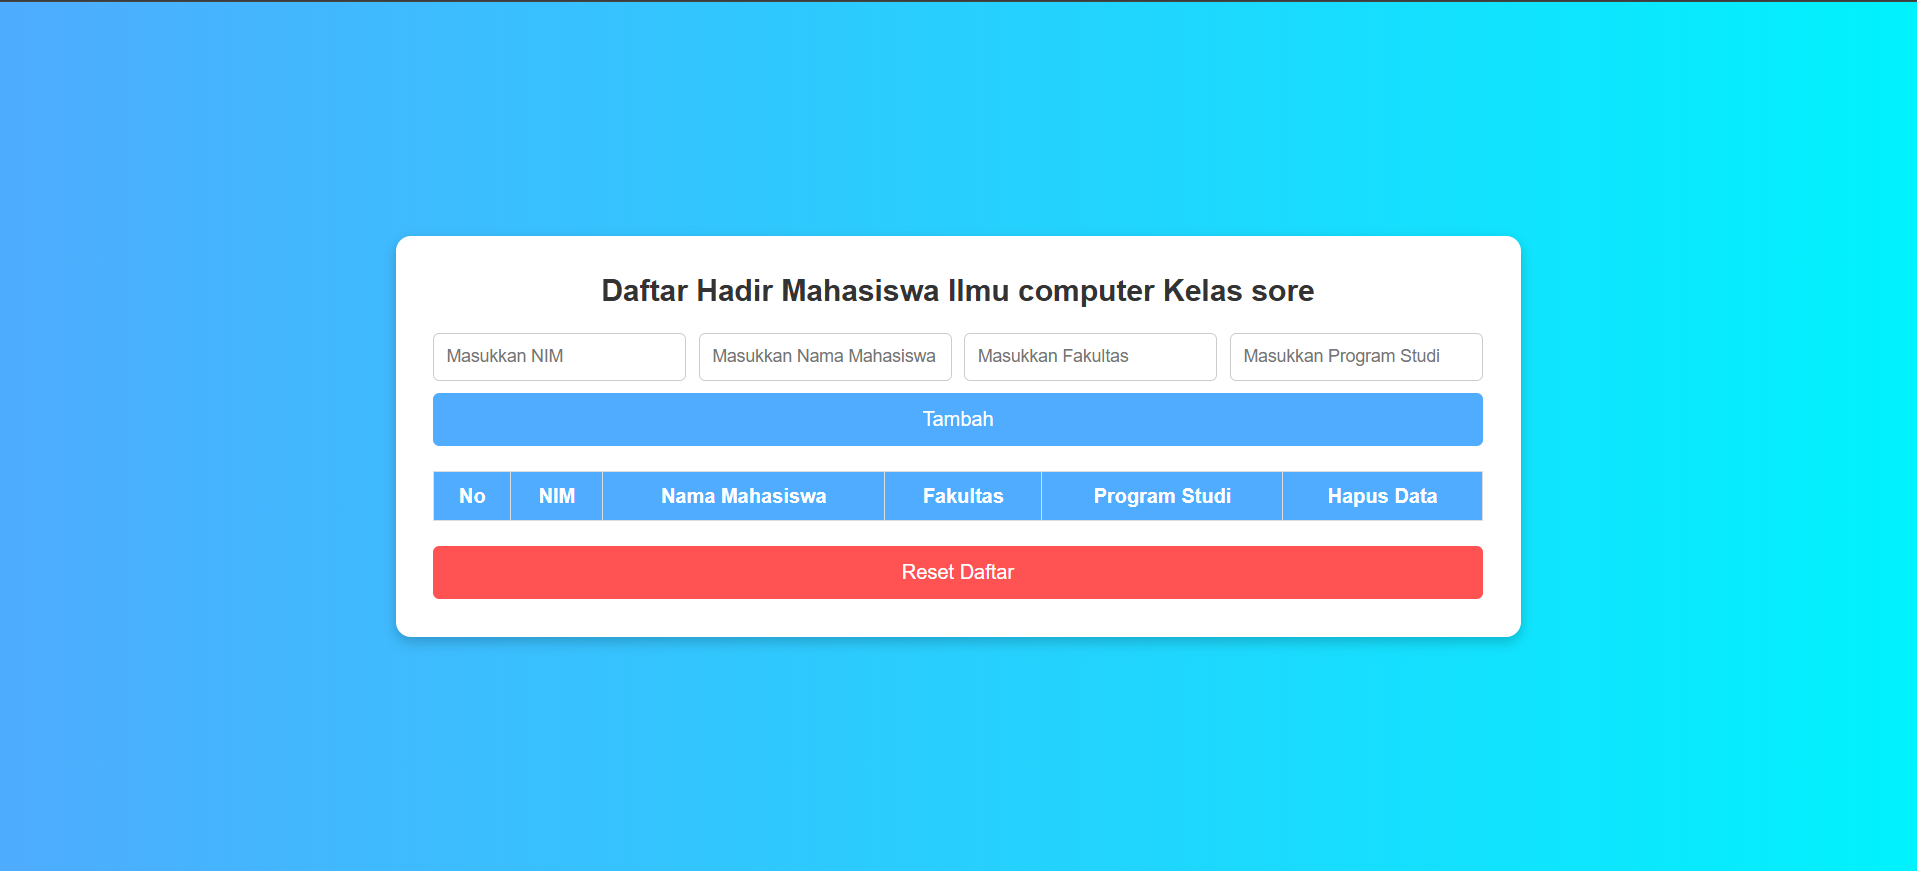 Daftar Hadir Mahasiswa Ilmu computer Kelas sore
Masukkan NIM Masukkan Nama Mahasiswa Masukkan Fakultas Masukkan Program Studi
Tambah
No NIM Nama Mahasiswa Fakultas Program Studi Hapus Data
Reset Daftar